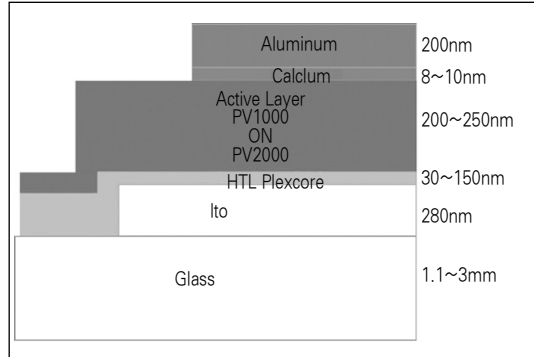 Aluminum 200nm
Calclum 8~10nm
Active Layer
PV1000
ON
PV2000
200~250nm
HTL Plexcore 30~150nm
Ito 280nm
Glass 1.1~3mm